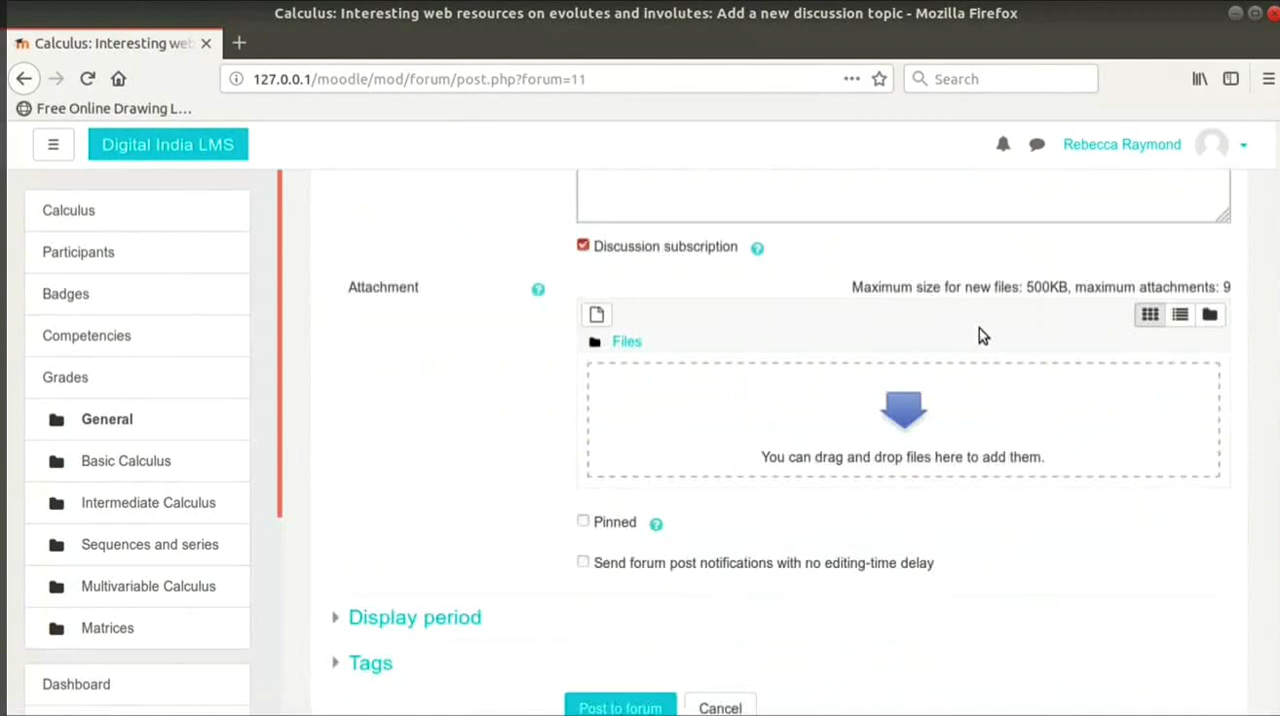 Calculus: Interesting web resources on evolutes and involutes: Add a new discussion topic - Mozilla Firefox
Calculus: Interesting web
127.0.0.1/moodle/mod/forum/post.php?forum=11
Search
Free Online Drawing L...
Digital India LMS
Rebecca Raymond
Calculus
Participants
Badges
Competencies
Grades
General
Basic Calculus
Intermediate Calculus
Sequences and series
Multivariable Calculus
Matrices
Dashboard
Discussion subscription
Attachment
Maximum size for new files: 500KB, maximum attachments: 9
Files
You can drag and drop files here to add them.
Pinned
Send forum post notifications with no editing-time delay
Display period
Tags
Post to forum
Cancel